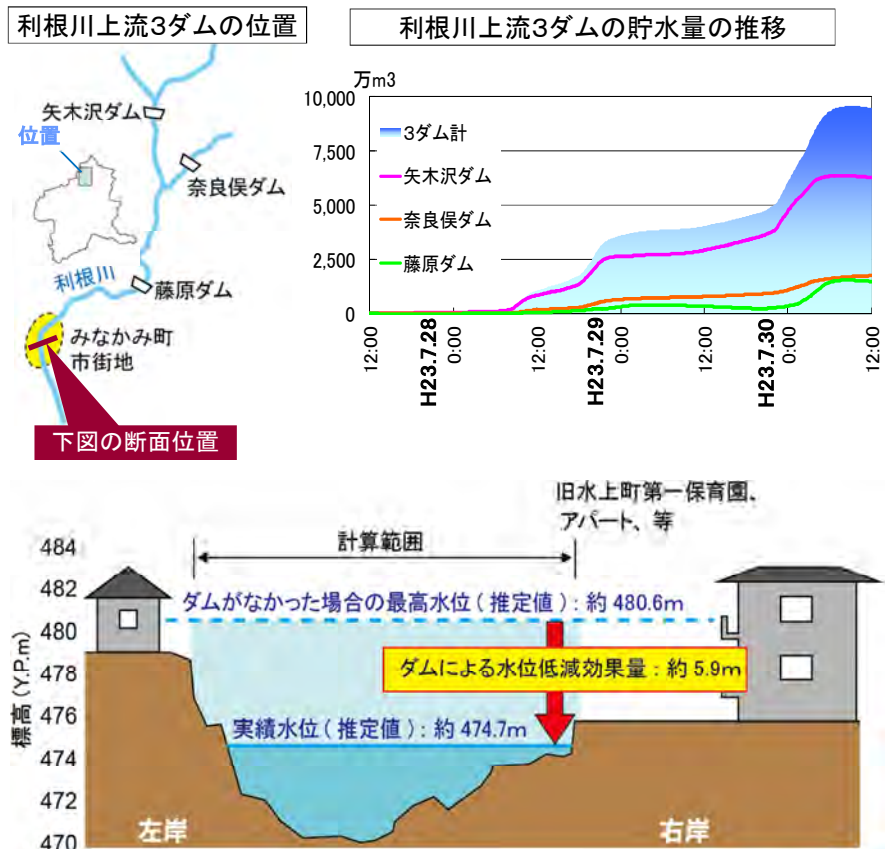 利根川上流3ダムの位置
矢木沢ダム
位置
奈良俣ダム
利根川
藤原ダム
みなかみ町
市街地
下図の断面位置
利根川上流3ダムの貯水量の推移
万m3
10,000
7,500
5,000
2,500
0
3ダム計
矢木沢ダム
奈良俣ダム
藤原ダム
12:00
H23.7.28
0:00
12:00
H23.7.29
0:00
12:00
H23.7.30
0:00
12:00
旧水上町第一保育園、
アパート、等
計算範囲
標高(Y.P.m)
484
482
480
478
476
474
472
470
ダムがなかった場合の最高水位(推定値):約480.6m
ダムによる水位低減効果量:約5.9m
実績水位(推定値):約474.7m
左岸
右岸